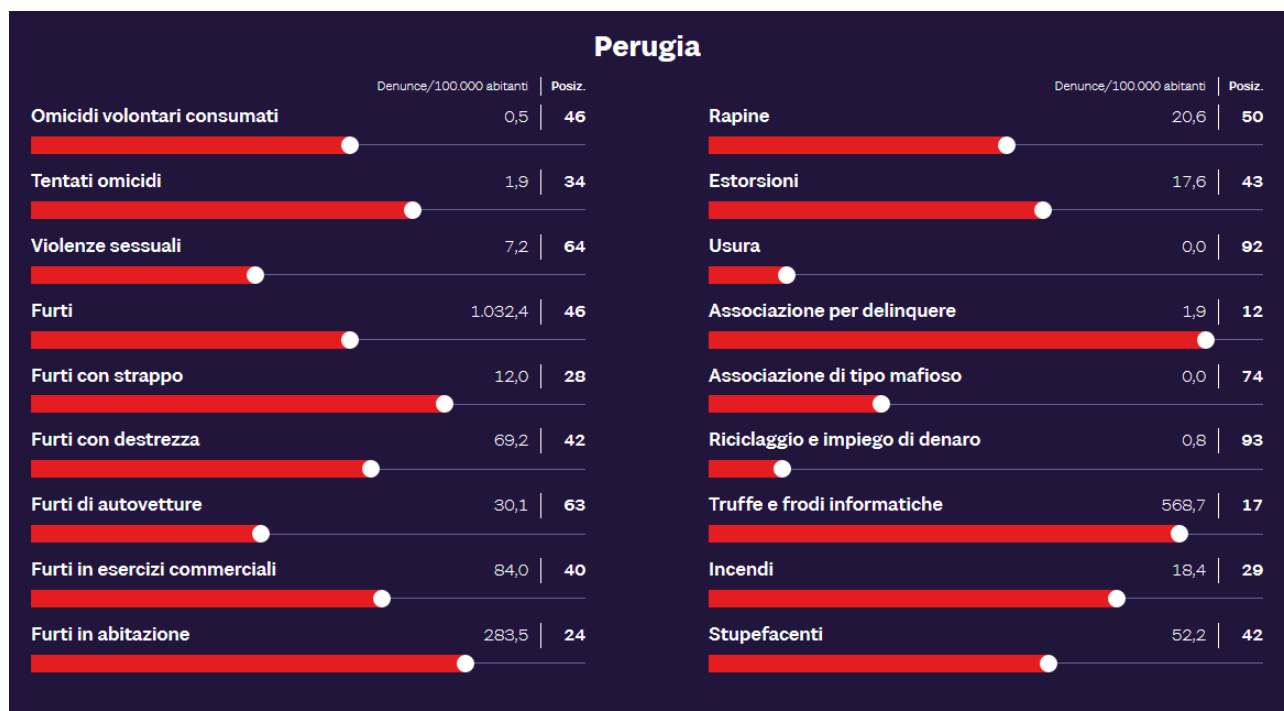 Perugia
Denunce/100.000 abitanti Posiz.
Omicidi volontari consumati 0,5 46
Tentati omicidi 1,9 34
Violenze sessuali 7,2 64
Furti 1.032,4 46
Furti con strappo 12,0 28
Furti con destrezza 69,2 42
Furti di autovetture 30,1 63
Furti in esercizi commerciali 84,0 40
Furti in abitazione 283,5 24
Denunce/100.000 abitanti Posiz.
Rapine 20,6 50
Estorsioni 17,6 43
Usura 0,0 92
Associazione per delinquere 1,9 12
Associazione di tipo mafioso 0,0 74
Riciclaggio e impiego di denaro 0,8 93
Truffe e frodi informatiche 568,7 17
Incendi 18,4 29
Stupefacenti 52,2 42